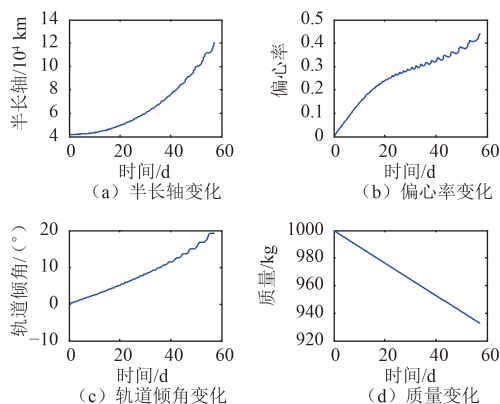 半长轴/10⁴ km
14
12
10
8
6
4
0 20 40 60
时间/d
(a) 半长轴变化
偏心率
0.5
0.4
0.3
0.2
0.1
0
0 20 40 60
时间/d
(b) 偏心率变化
轨道倾角/(°)
20
10
0
−10
0 20 40 60
时间/d
(c) 轨道倾角变化
质量/kg
1000
980
960
940
920
0 20 40 60
时间/d
(d) 质量变化